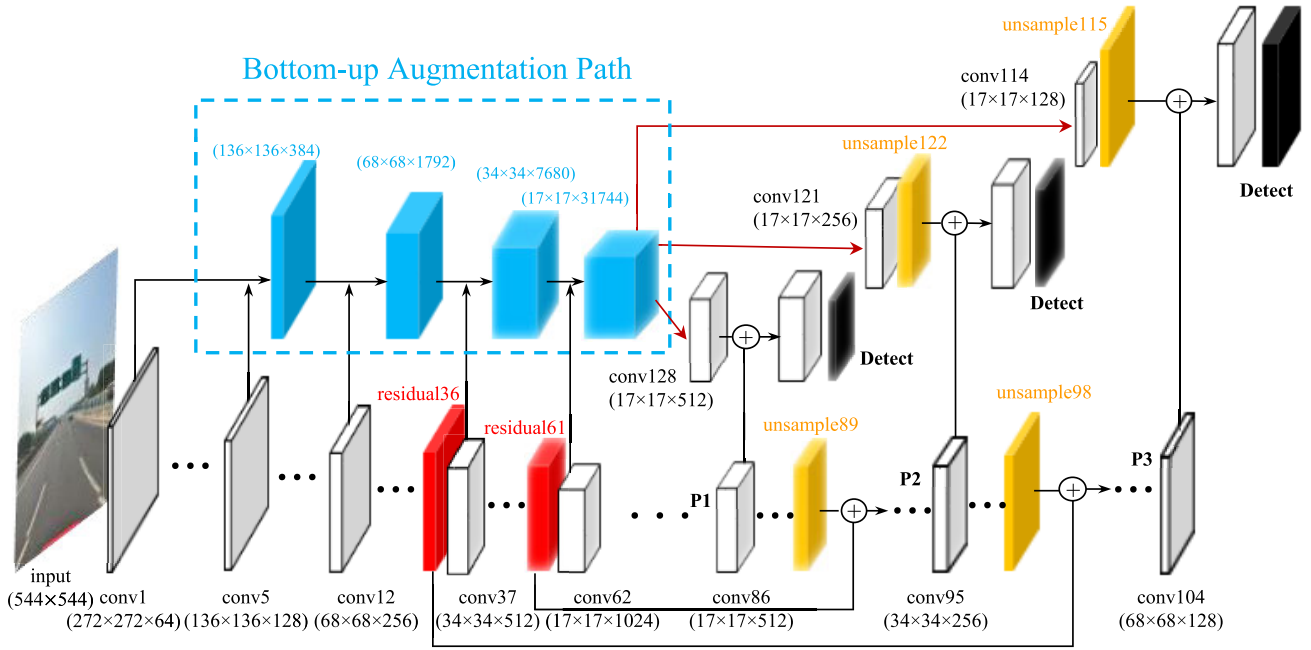 unsample115
Bottom-up Augmentation Path
conv114
(17×17×128)
(136×136×384)
(68×68×1792)
(34×34×7680)
(17×17×31744)
unsample122
conv121
(17×17×256)
Detect
Detect
Detect
conv128
(17×17×512)
residual36
residual61
unsample89
unsample98
P1
P2
P3
input
(544×544)
conv1
(272×272×64)
conv5
(136×136×128)
conv12
(68×68×256)
conv37
(34×34×512)
conv62
(17×17×1024)
conv86
(17×17×512)
conv95
(34×34×256)
conv104
(68×68×128)